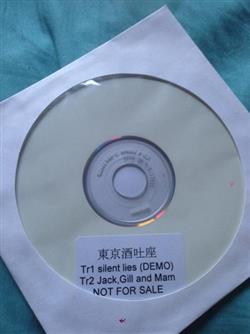 東京酒吐座
Tr1 silent lies (DEMO)
Tr2 Jack,Gill and Mam
NOT FOR SALE